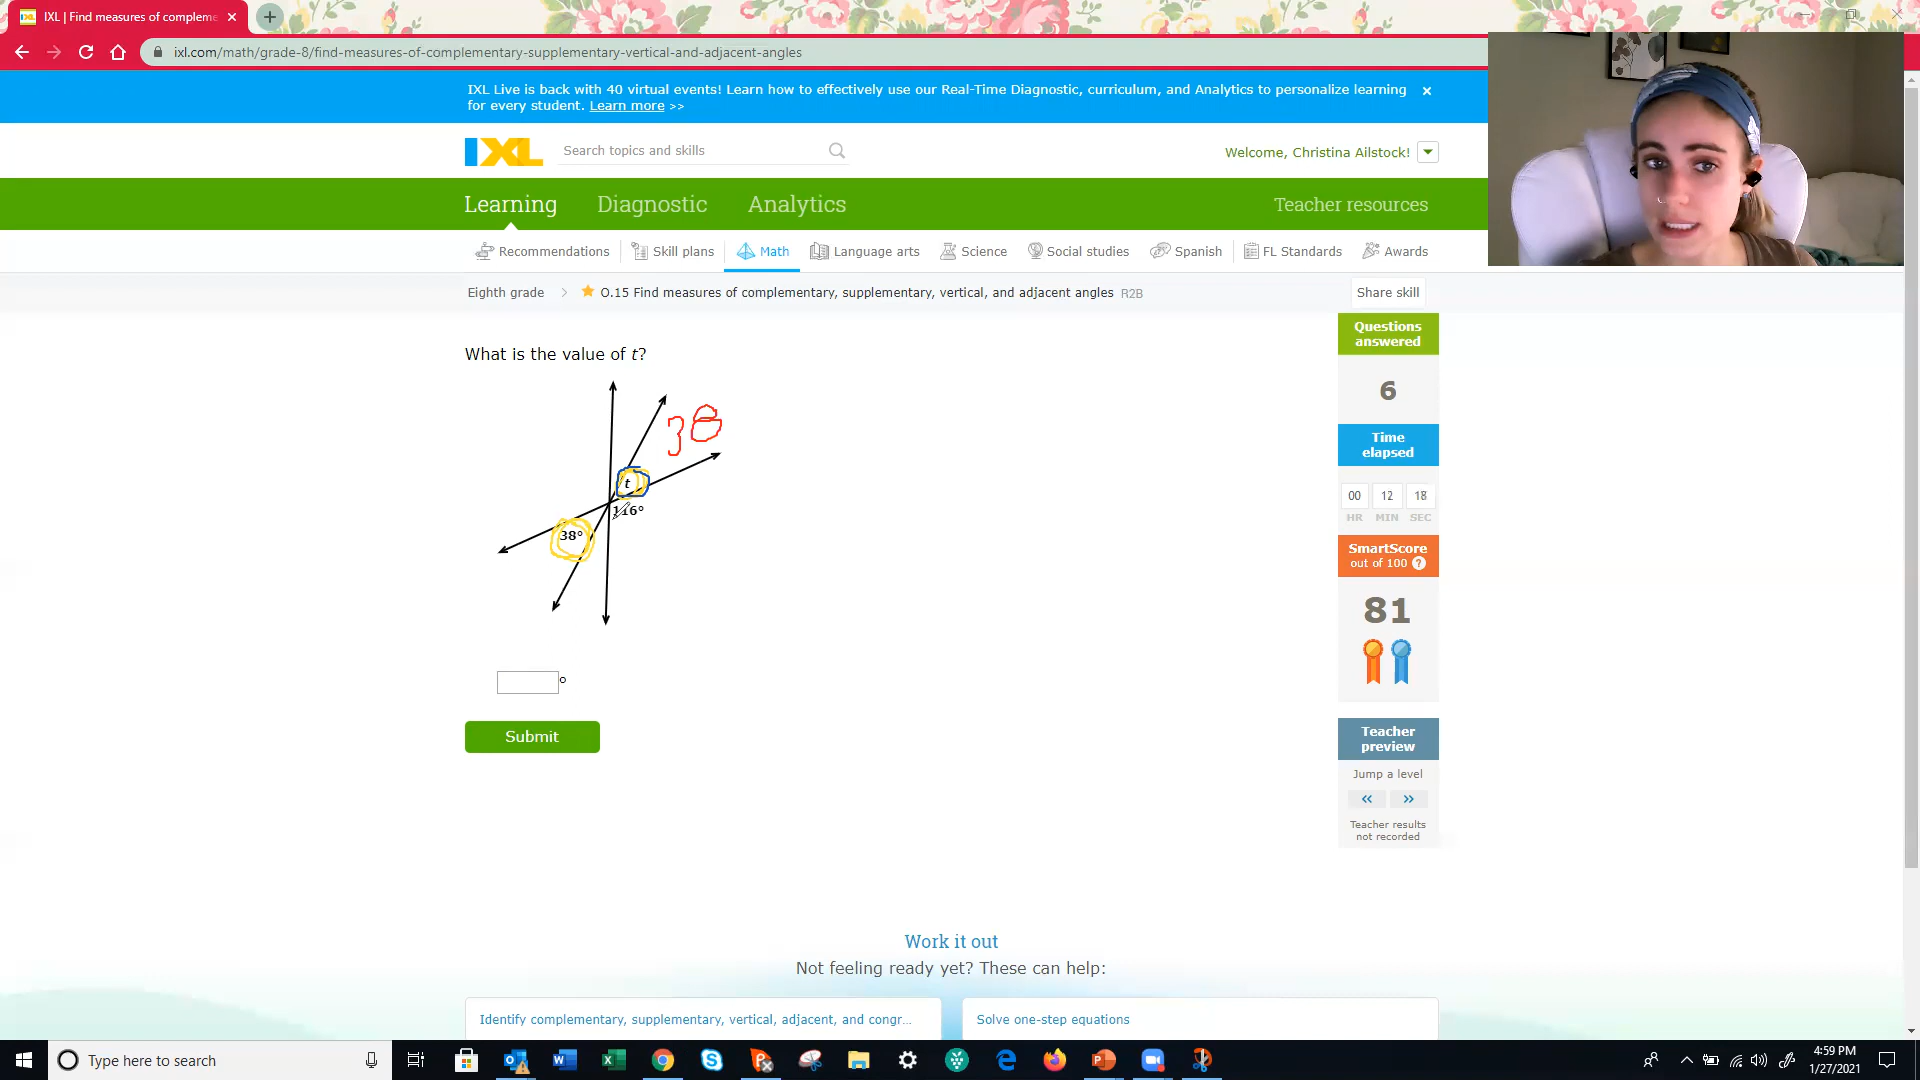 IXL | Find measures of compleme
ixl.com/math/grade-8/find-measures-of-complementary-supplementary-vertical-and-adjacent-angles
IXL Live is back with 40 virtual events! Learn how to effectively use our Real-Time Diagnostic, curriculum, and Analytics to personalize learning
for every student. Learn more >>
IXL
Search topics and skills
Welcome, Christina Ailstock!
Learning
Diagnostic
Analytics
Teacher resources
Recommendations
Skill plans
Math
Language arts
Science
Social studies
Spanish
FL Standards
Awards
Eighth grade > O.15 Find measures of complementary, supplementary, vertical, and adjacent angles R2B
Share skill
What is the value of t?
38
t
116°
38°
°
Submit
Questions
answered
6
Time
elapsed
00 12 18
HR MIN SEC
SmartScore
out of 100 ?
81
Teacher
preview
Jump a level
<< >>
Teacher results
not recorded
Work it out
Not feeling ready yet? These can help:
Identify complementary, supplementary, vertical, adjacent, and congr...
Solve one-step equations
Type here to search
4:59 PM
1/27/2021